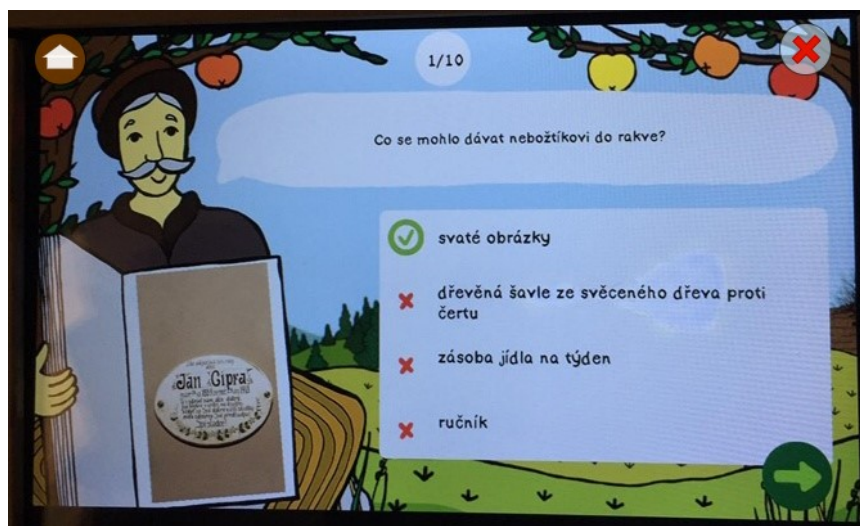 1/10
Co se mohlo dávat nebožtíkovi do rakve?
svaté obrázky
dřevěná šavle ze svěceného dřeva proti
čertu
zásoba jídla na týden
ručník
Jan Gipra